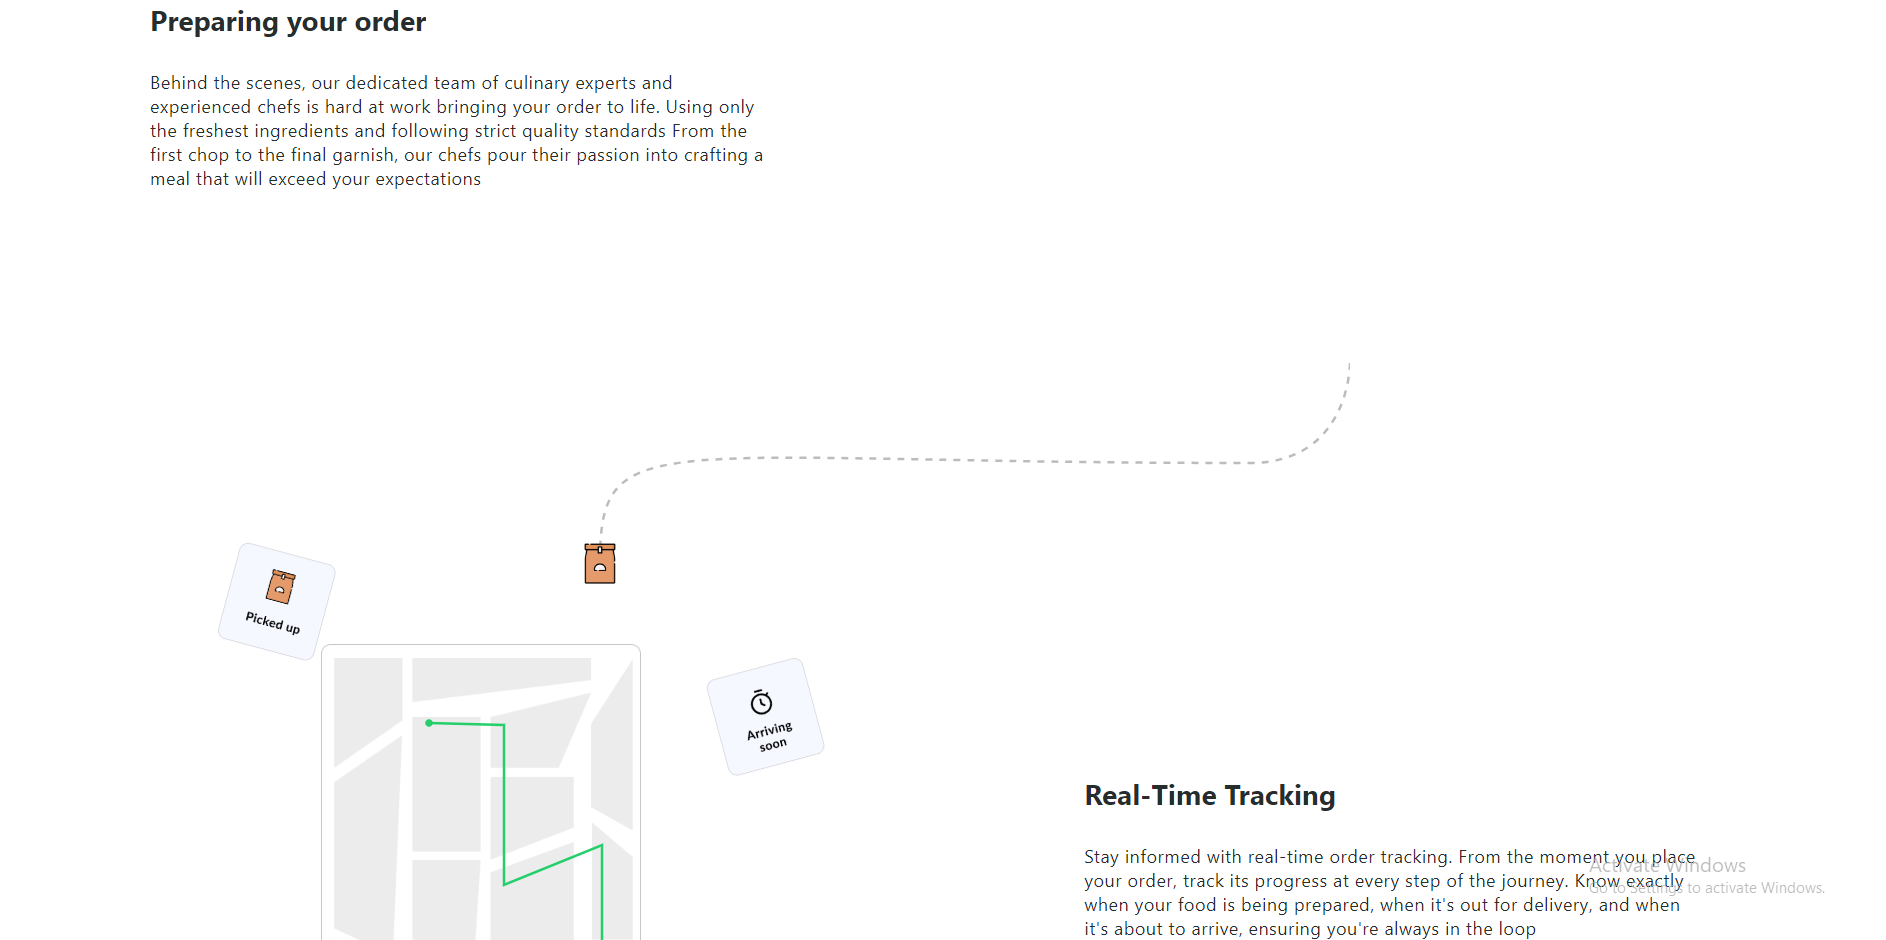 Preparing your order
Behind the scenes, our dedicated team of culinary experts and
experienced chefs is hard at work bringing your order to life. Using only
the freshest ingredients and following strict quality standards From the
first chop to the final garnish, our chefs pour their passion into crafting a
meal that will exceed your expectations
Picked up
Arriving
soon
Real-Time Tracking
Stay informed with real-time order tracking. From the moment you place
your order, track its progress at every step of the journey. Know exactly
when your food is being prepared, when it's out for delivery, and when
it's about to arrive, ensuring you're always in the loop
Activate Windows
Go to Settings to activate Windows.